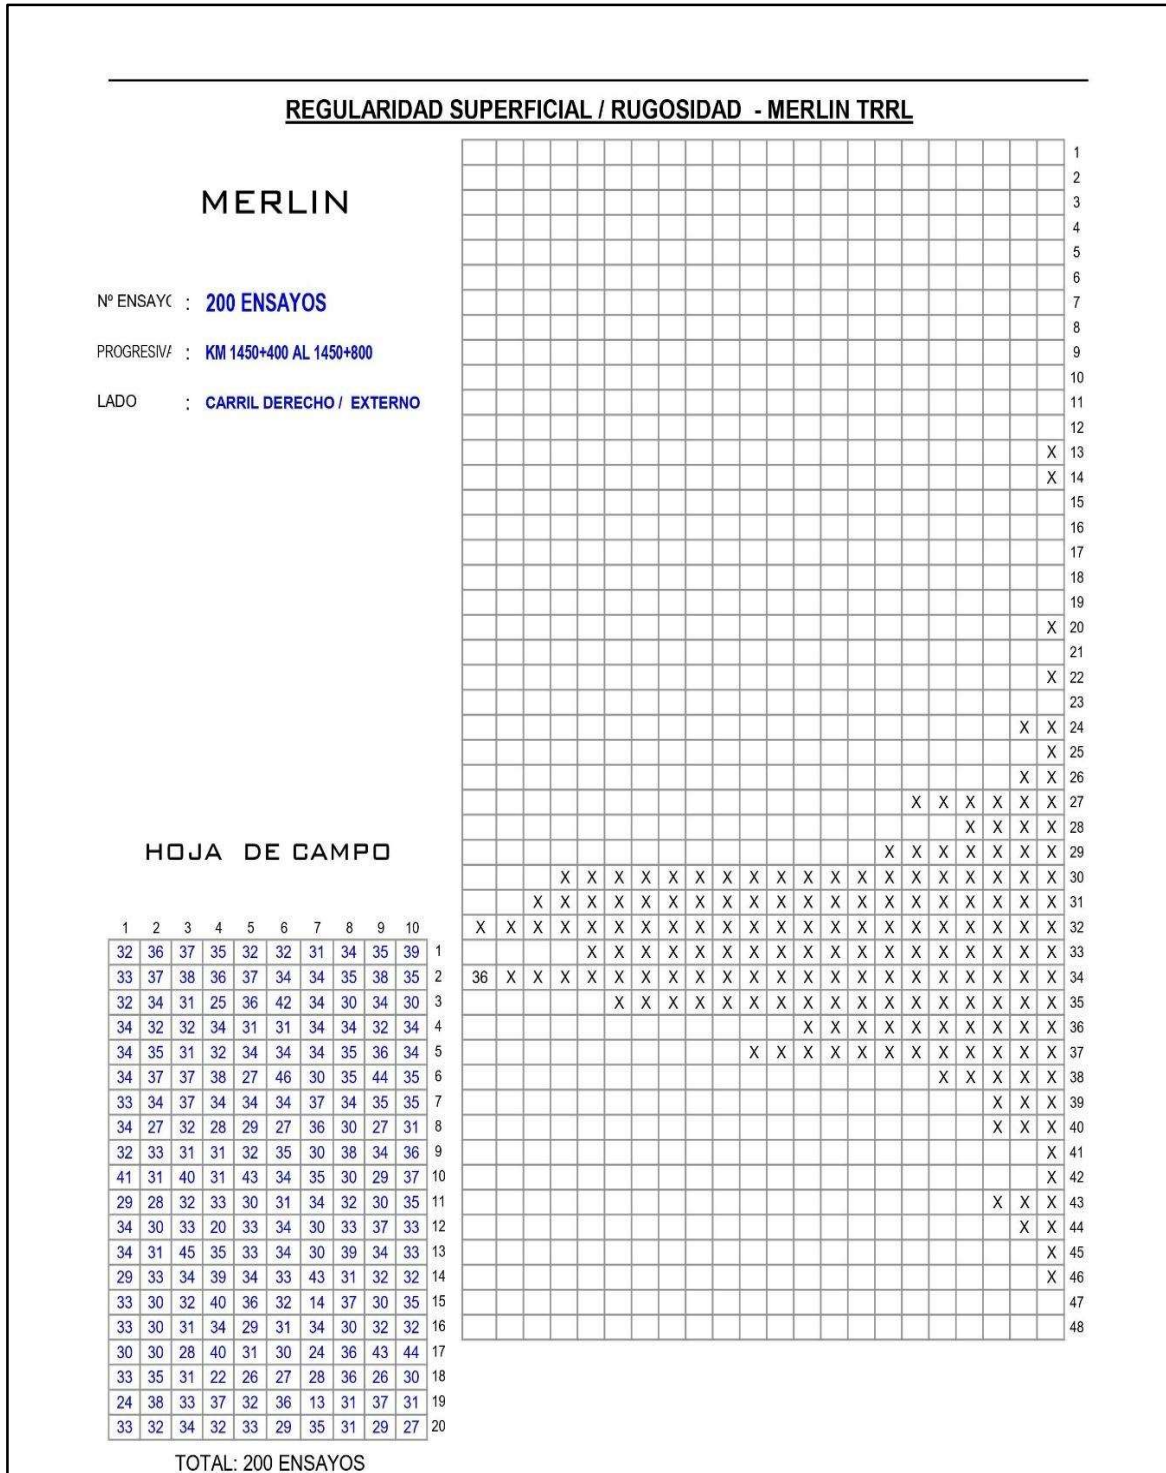 REGULARIDAD SUPERFICIAL / RUGOSIDAD - MERLIN TRRL
MERLIN
Nº ENSAYO : 200 ENSAYOS
PROGRESIVA : KM 1450+400 AL 1450+800
LADO : CARRIL DERECHO / EXTERNO
1
2
3
4
5
6
7
8
9
10
11
12
X 13
X 14
15
16
17
18
19
X 20
21
X 22
23
X X 24
X 25
X X 26
X X X X X X 27
X X X X 28
X X X X X X X 29
X X X X X X X X X X X X X X X X X X X 30
X X X X X X X X X X X X X X X X X X X X 31
X X X X X X X X X X X X X X X X X X X X X X 32
X X X X X X X X X X X X X X X X X X 33
36 X X X X X X X X X X X X X X X X X X X X X 34
X X X X X X X X X X X X X X X X X 35
X X X X X X X X X X 36
X X X X X X X X X X X X 37
X X X X X 38
X X X 39
X X X 40
X 41
X 42
X X X 43
X X 44
X 45
X 46
47
48
HOJA DE CAMPO
1 2 3 4 5 6 7 8 9 10
32 36 37 35 32 32 31 34 35 39 1
33 37 38 36 37 34 34 35 38 35 2
32 34 31 25 36 42 34 30 34 30 3
34 32 32 34 31 31 34 34 32 34 4
34 35 31 32 34 34 34 35 36 34 5
34 37 37 38 27 46 30 35 44 35 6
33 34 37 34 34 34 37 34 35 35 7
34 27 32 28 29 27 36 30 27 31 8
32 33 31 31 32 35 30 38 34 36 9
41 31 40 31 43 34 35 30 29 37 10
29 28 32 33 30 31 34 32 30 35 11
34 30 33 20 33 34 30 33 37 33 12
34 31 45 35 33 34 30 39 34 33 13
29 33 34 39 34 33 43 31 32 32 14
33 30 32 40 36 32 14 37 30 35 15
33 30 31 34 29 31 34 30 32 32 16
30 30 28 40 31 30 24 36 43 44 17
33 35 31 22 26 27 28 36 26 30 18
24 38 33 37 32 36 13 31 37 31 19
33 32 34 32 33 29 35 31 29 27 20
TOTAL: 200 ENSAYOS